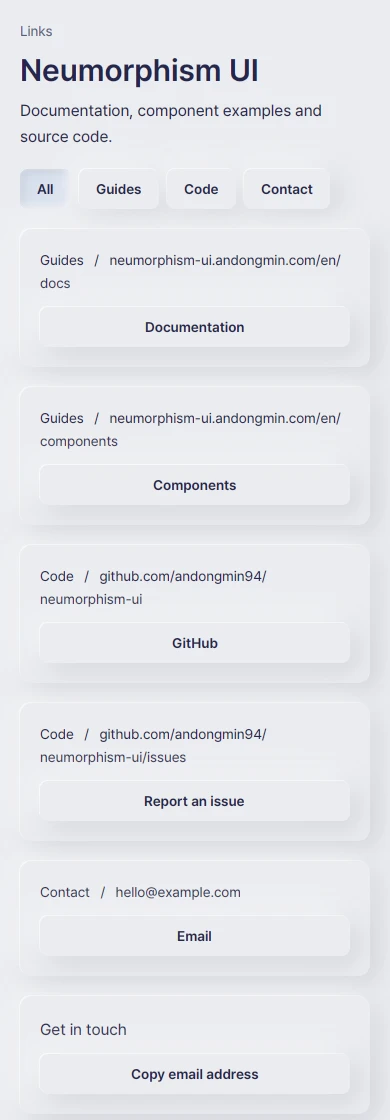 Links
Neumorphism UI
Documentation, component examples and
source code.
All Guides Code Contact
Guides / neumorphism-ui.andongmin.com/en/
docs
Documentation
Guides / neumorphism-ui.andongmin.com/en/
components
Components
Code / github.com/andongmin94/
neumorphism-ui
GitHub
Code / github.com/andongmin94/
neumorphism-ui/issues
Report an issue
Contact / hello@example.com
Email
Get in touch
Copy email address